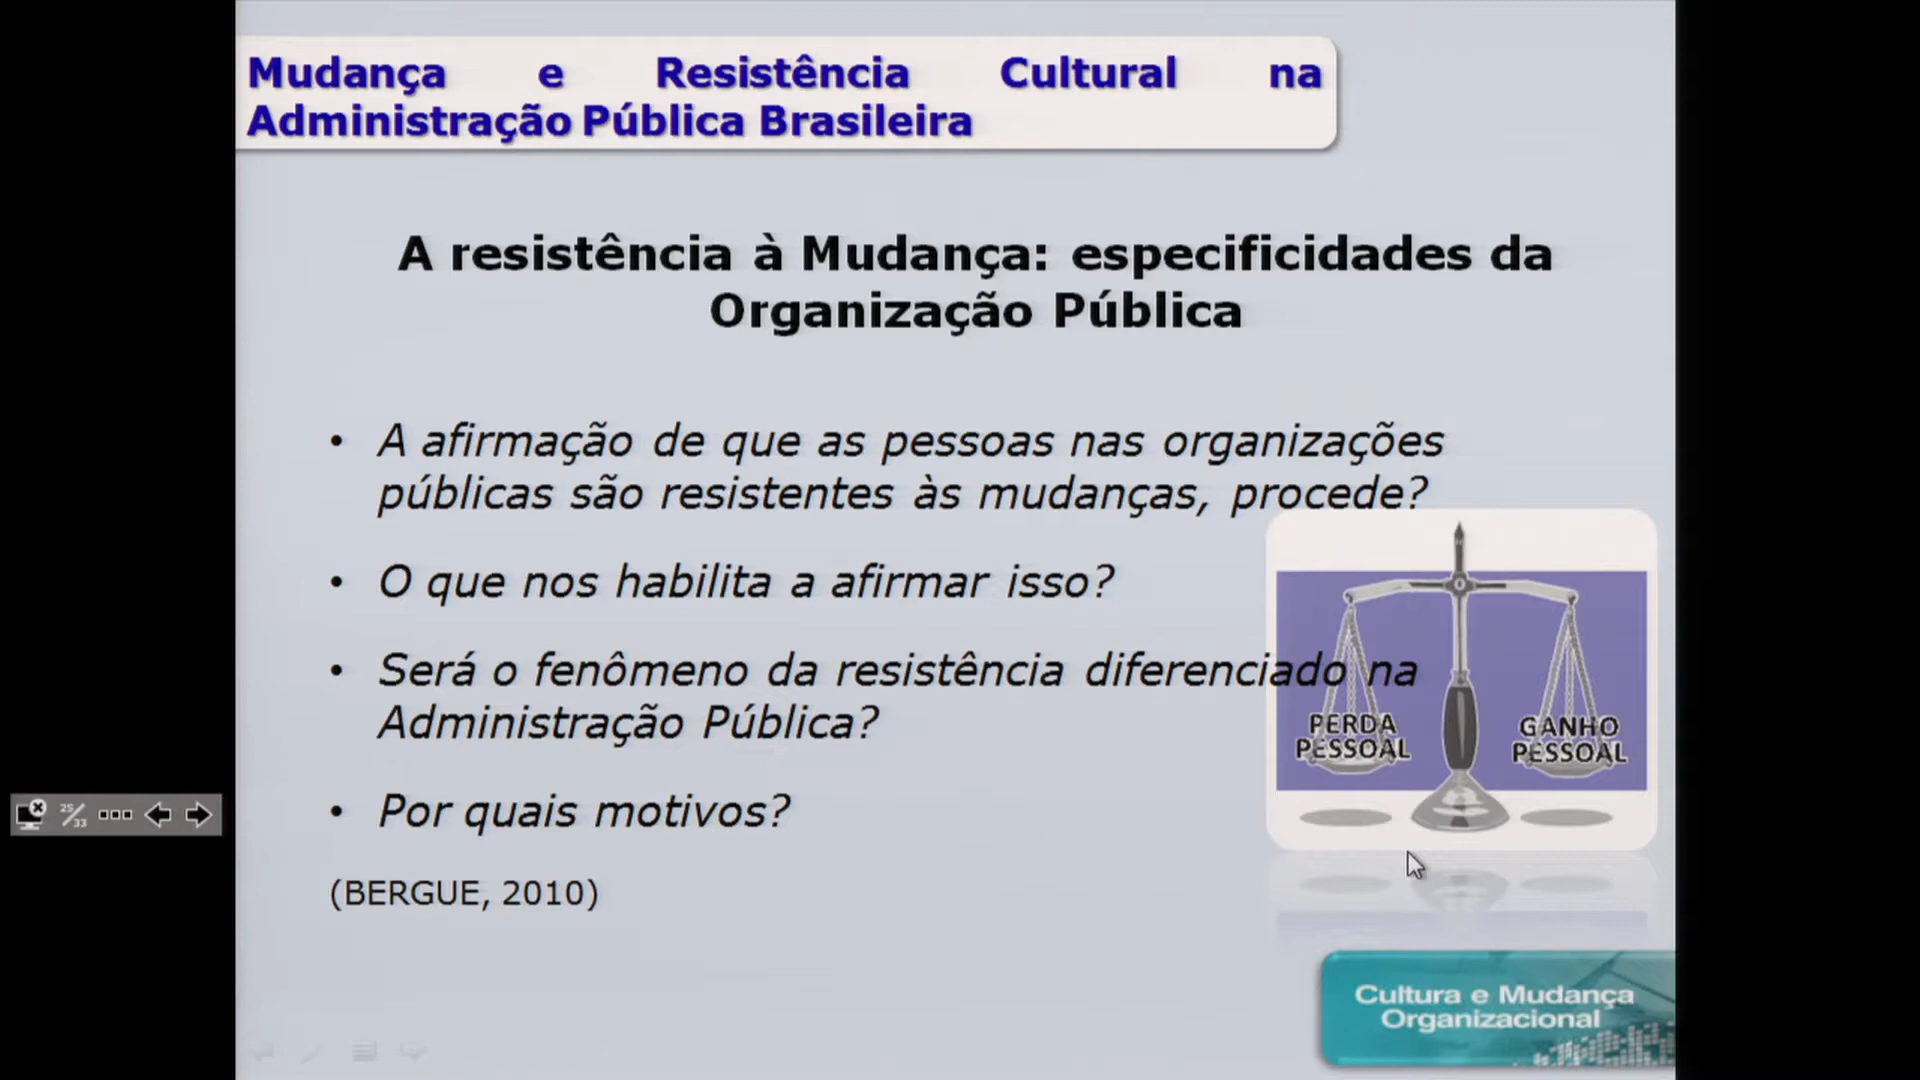 Mudança e Resistência Cultural na
Administração Pública Brasileira
A resistência à Mudança: especificidades da
Organização Pública
• A afirmação de que as pessoas nas organizações
públicas são resistentes às mudanças, procede?
• O que nos habilita a afirmar isso?
• Será o fenômeno da resistência diferenciado na
Administração Pública?
• Por quais motivos?
(BERGUE, 2010)
PERDA
PESSOAL
GANHO
PESSOAL
25/33
Cultura e Mudança
Organizacional